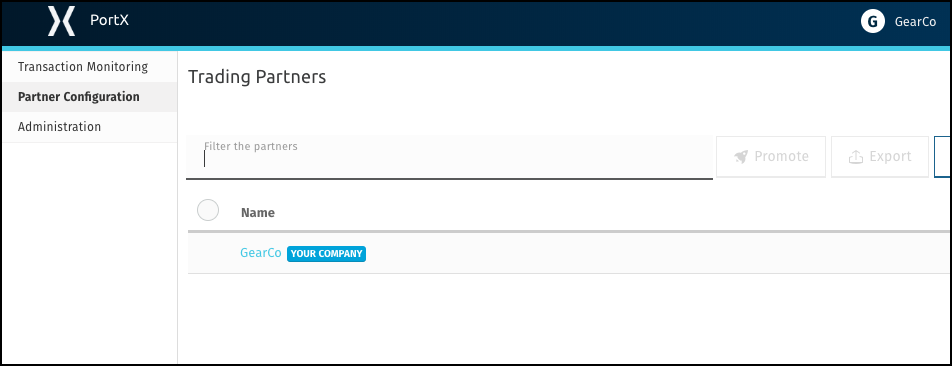 PortX
G GearCo
Transaction Monitoring
Partner Configuration
Administration
Trading Partners
Filter the partners
Promote
Export
Name
GearCo YOUR COMPANY